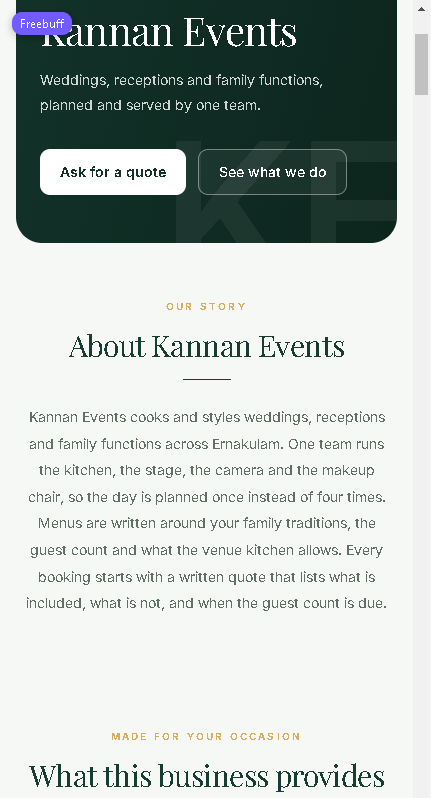 Freebuff
Kannan Events
Weddings, receptions and family functions,
planned and served by one team.
Ask for a quote
See what we do
KE
OUR STORY
About Kannan Events
Kannan Events cooks and styles weddings, receptions
and family functions across Ernakulam. One team runs
the kitchen, the stage, the camera and the makeup
chair, so the day is planned once instead of four times.
Menus are written around your family traditions, the
guest count and what the venue kitchen allows. Every
booking starts with a written quote that lists what is
included, what is not, and when the guest count is due.
MADE FOR YOUR OCCASION
What this business provides